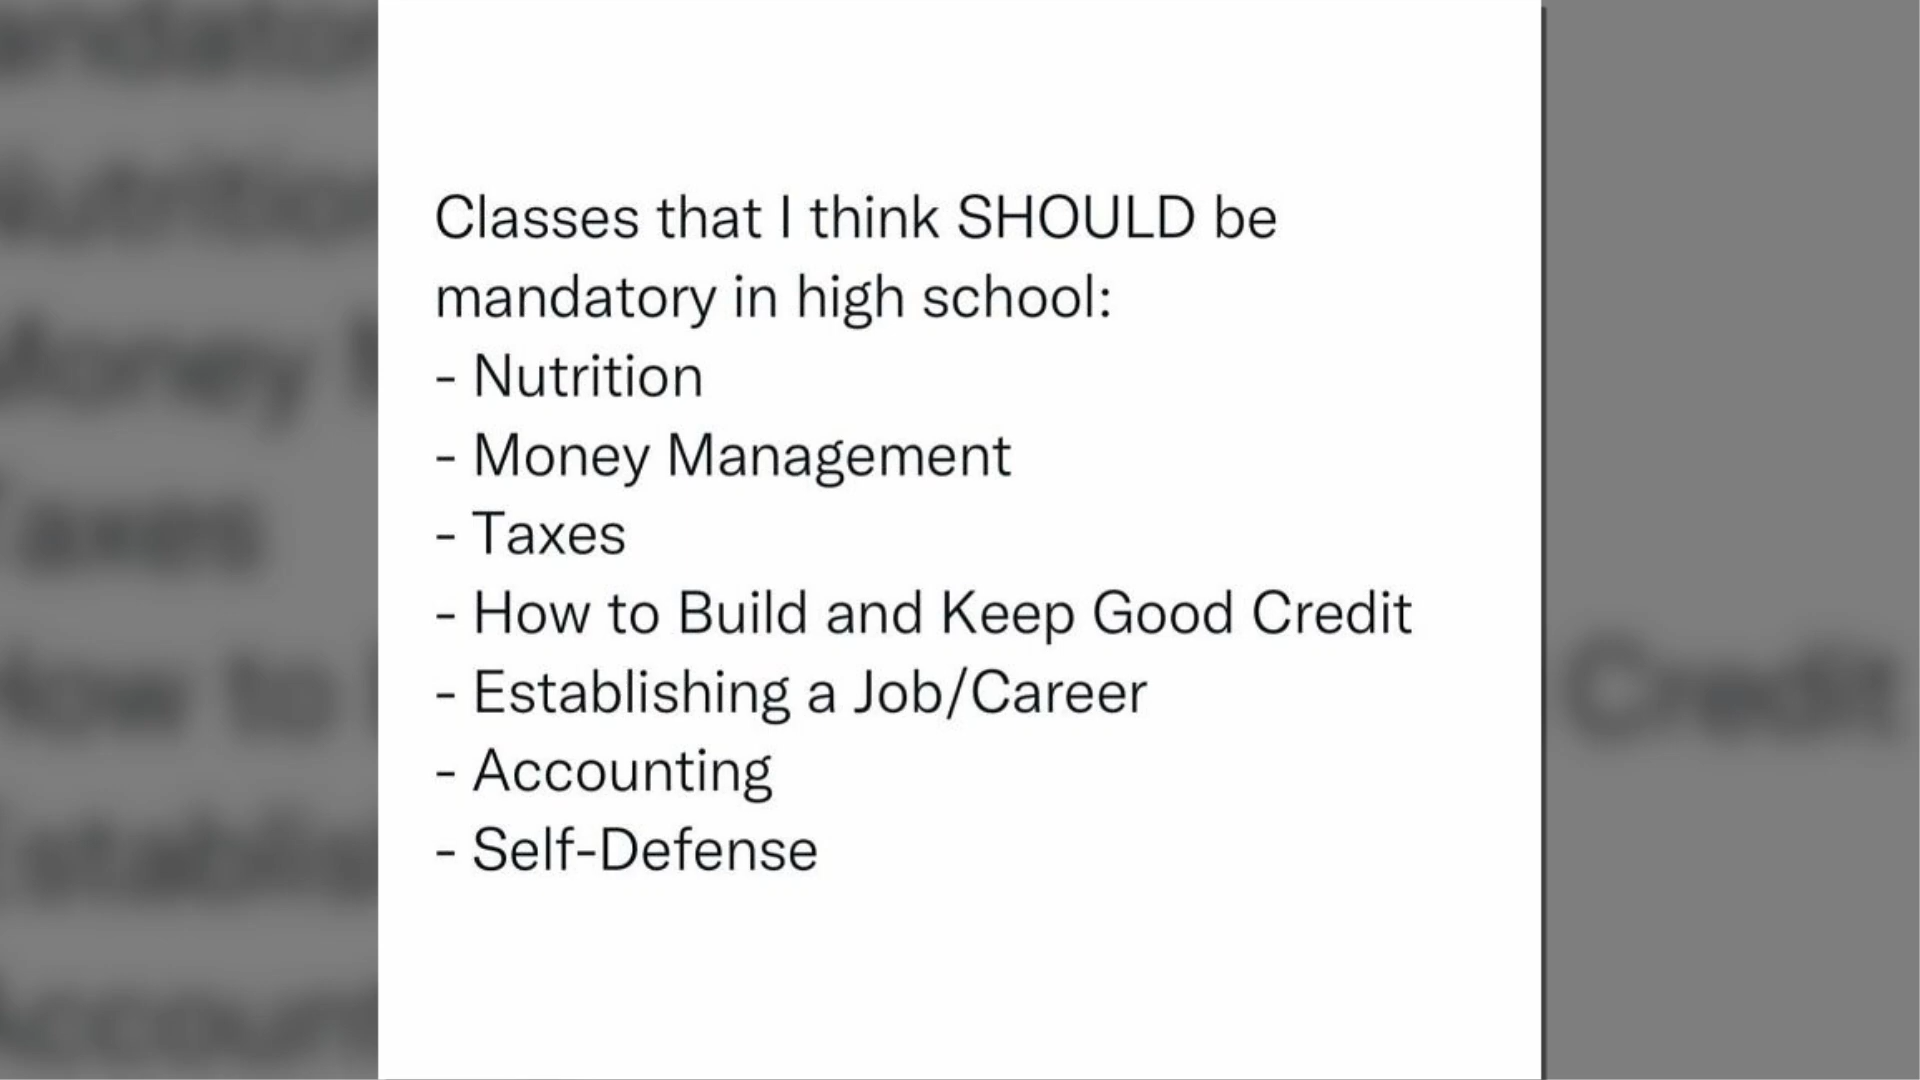 Classes that I think SHOULD be
mandatory in high school:
- Nutrition
- Money Management
- Taxes
- How to Build and Keep Good Credit
- Establishing a Job/Career
- Accounting
- Self-Defense